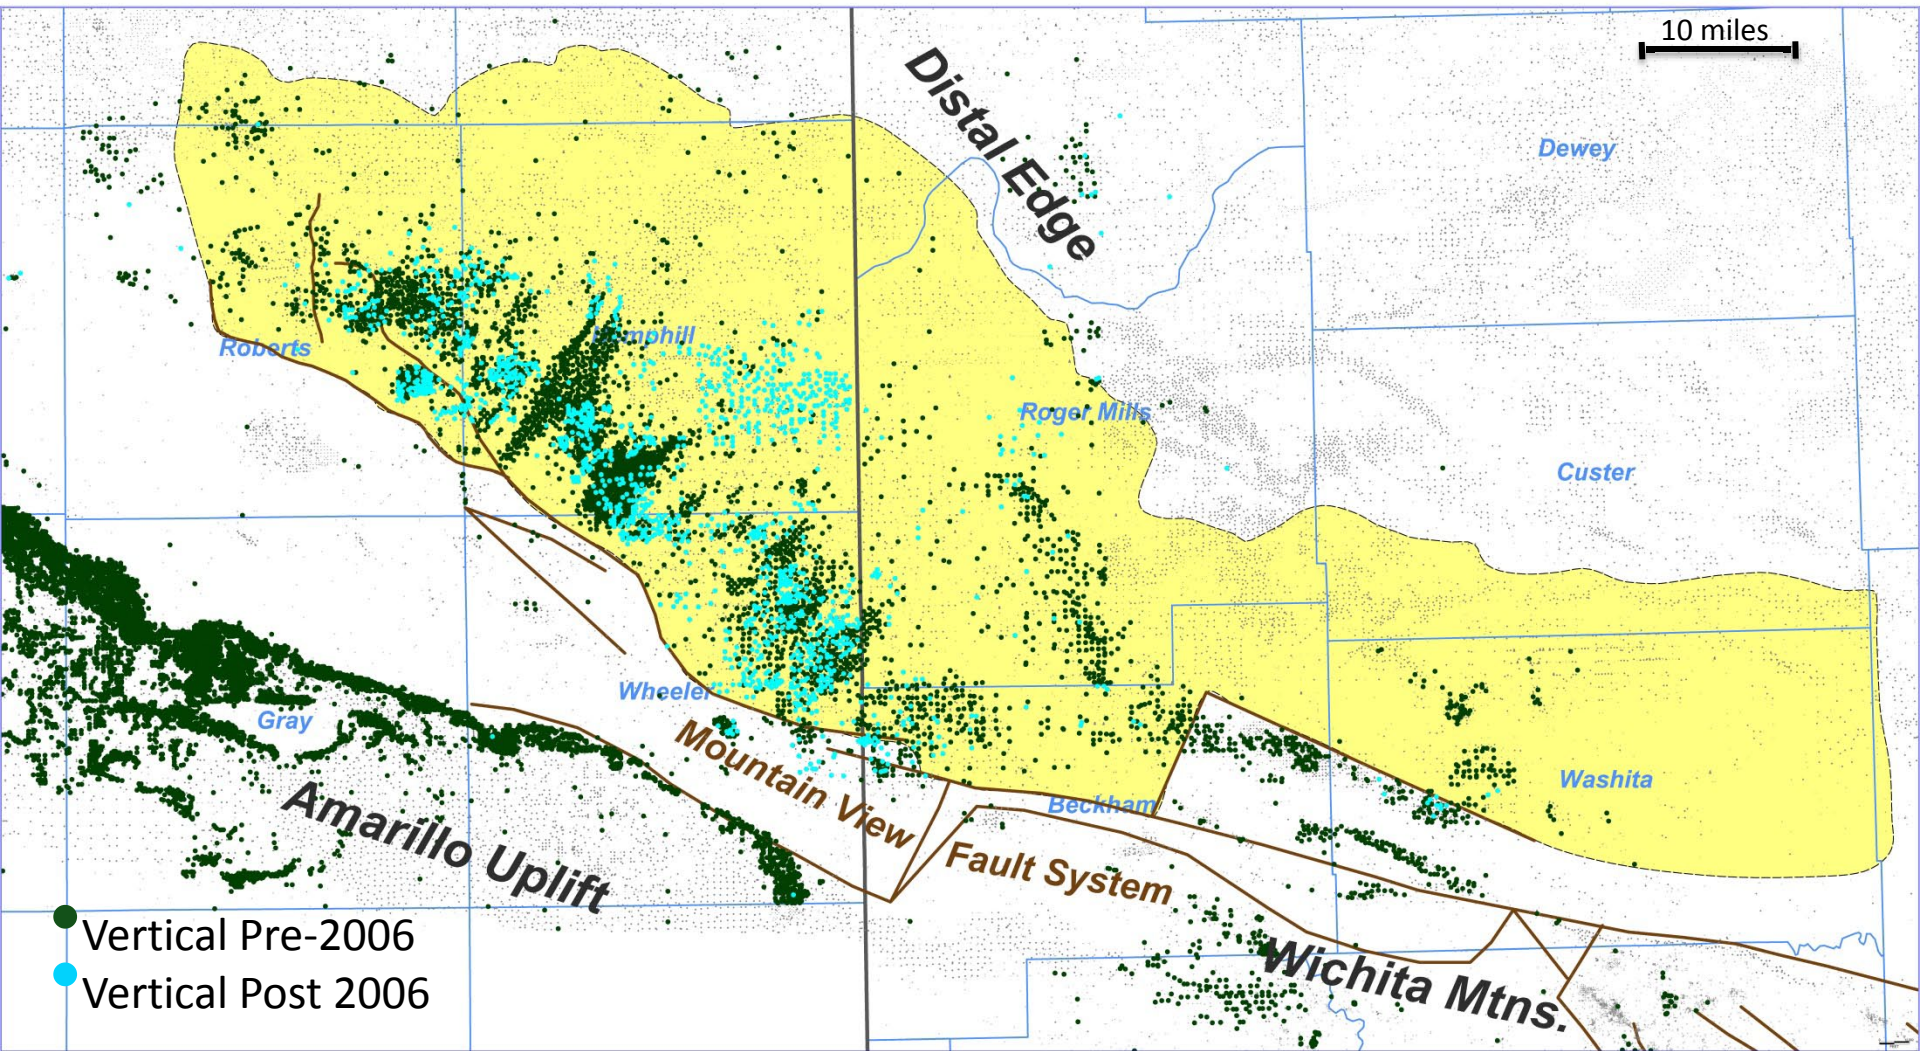 10 miles
Distal Edge
Dewey
Hemphill
Roberts
Roger Mills
Custer
Wheeler
Gray
Mountain View
Washita
Amarillo Uplift
Beckham
Fault System
Vertical Pre-2006
Wichita Mtns.
Vertical Post 2006